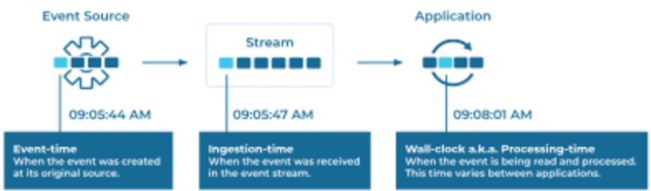 Event Source
Stream
Application
09:05:44 AM
09:05:47 AM
09:08:01 AM
Event-time
When the event was created
at its original source.
Ingestion-time
When the event was received
in the event stream.
Wall-clock a.k.a. Processing-time
When the event is being read and processed.
This time varies between applications.